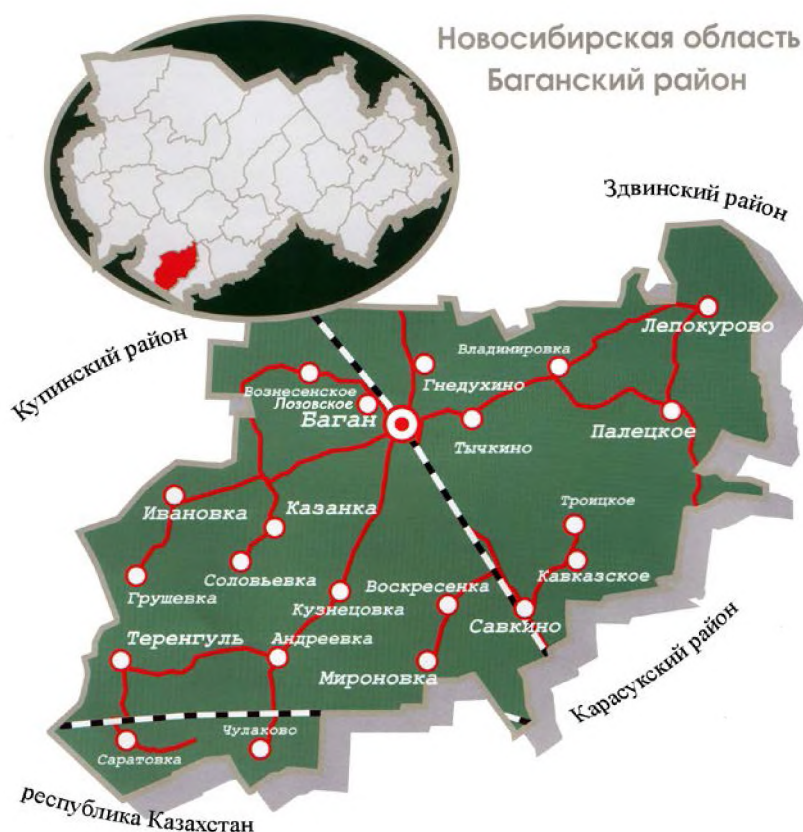 Новосибирская область
Баганский район
Здвинский район
Купинский район
Лепокурово
Владимировка
Гнедухино
Вознесенское
Лозовское
Баган
Тычкино
Палецкое
Троицкое
Ивановка
Казанка
Соловьевка
Грушевка
Кавказское
Воскресенка
Кузнецовка
Савкино
Теренгуль
Андреевка
Мироновка
Карасукский район
Чулаково
Саратовка
республика Казахстан